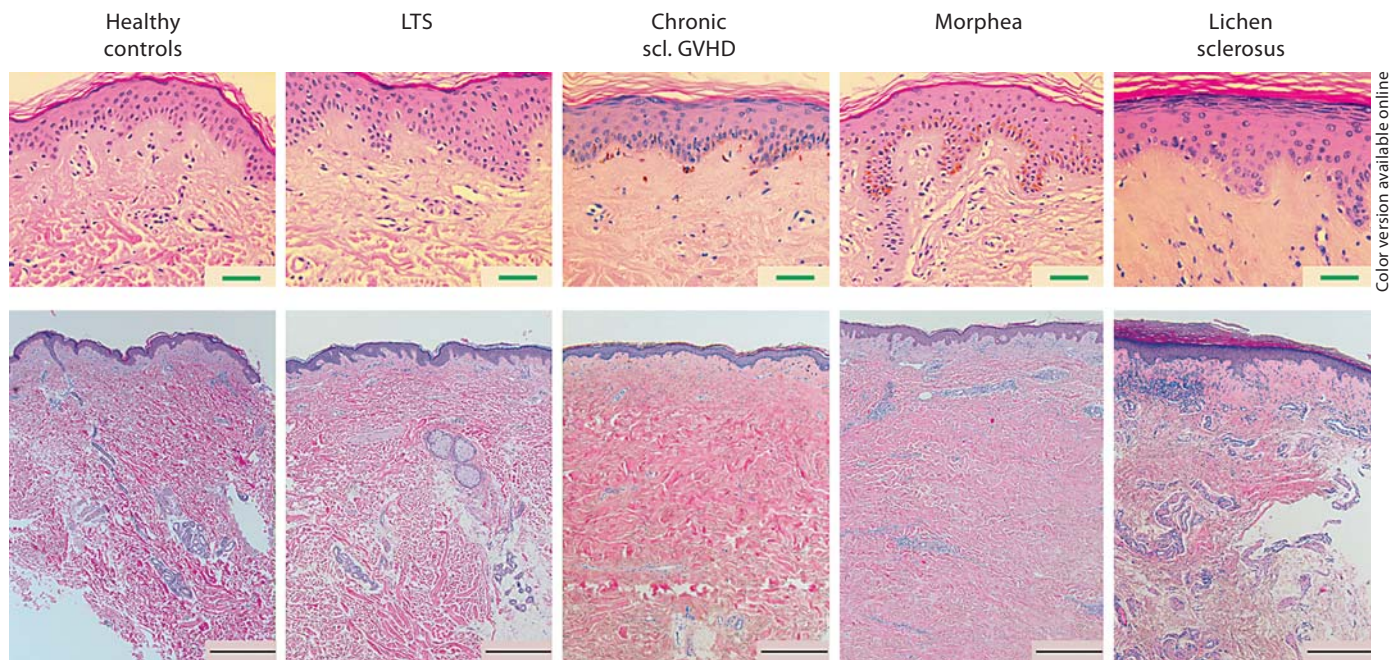 Healthy
controls
LTS
Chronic
scl. GVHD
Morphea
Lichen
sclerosus
Color version available online